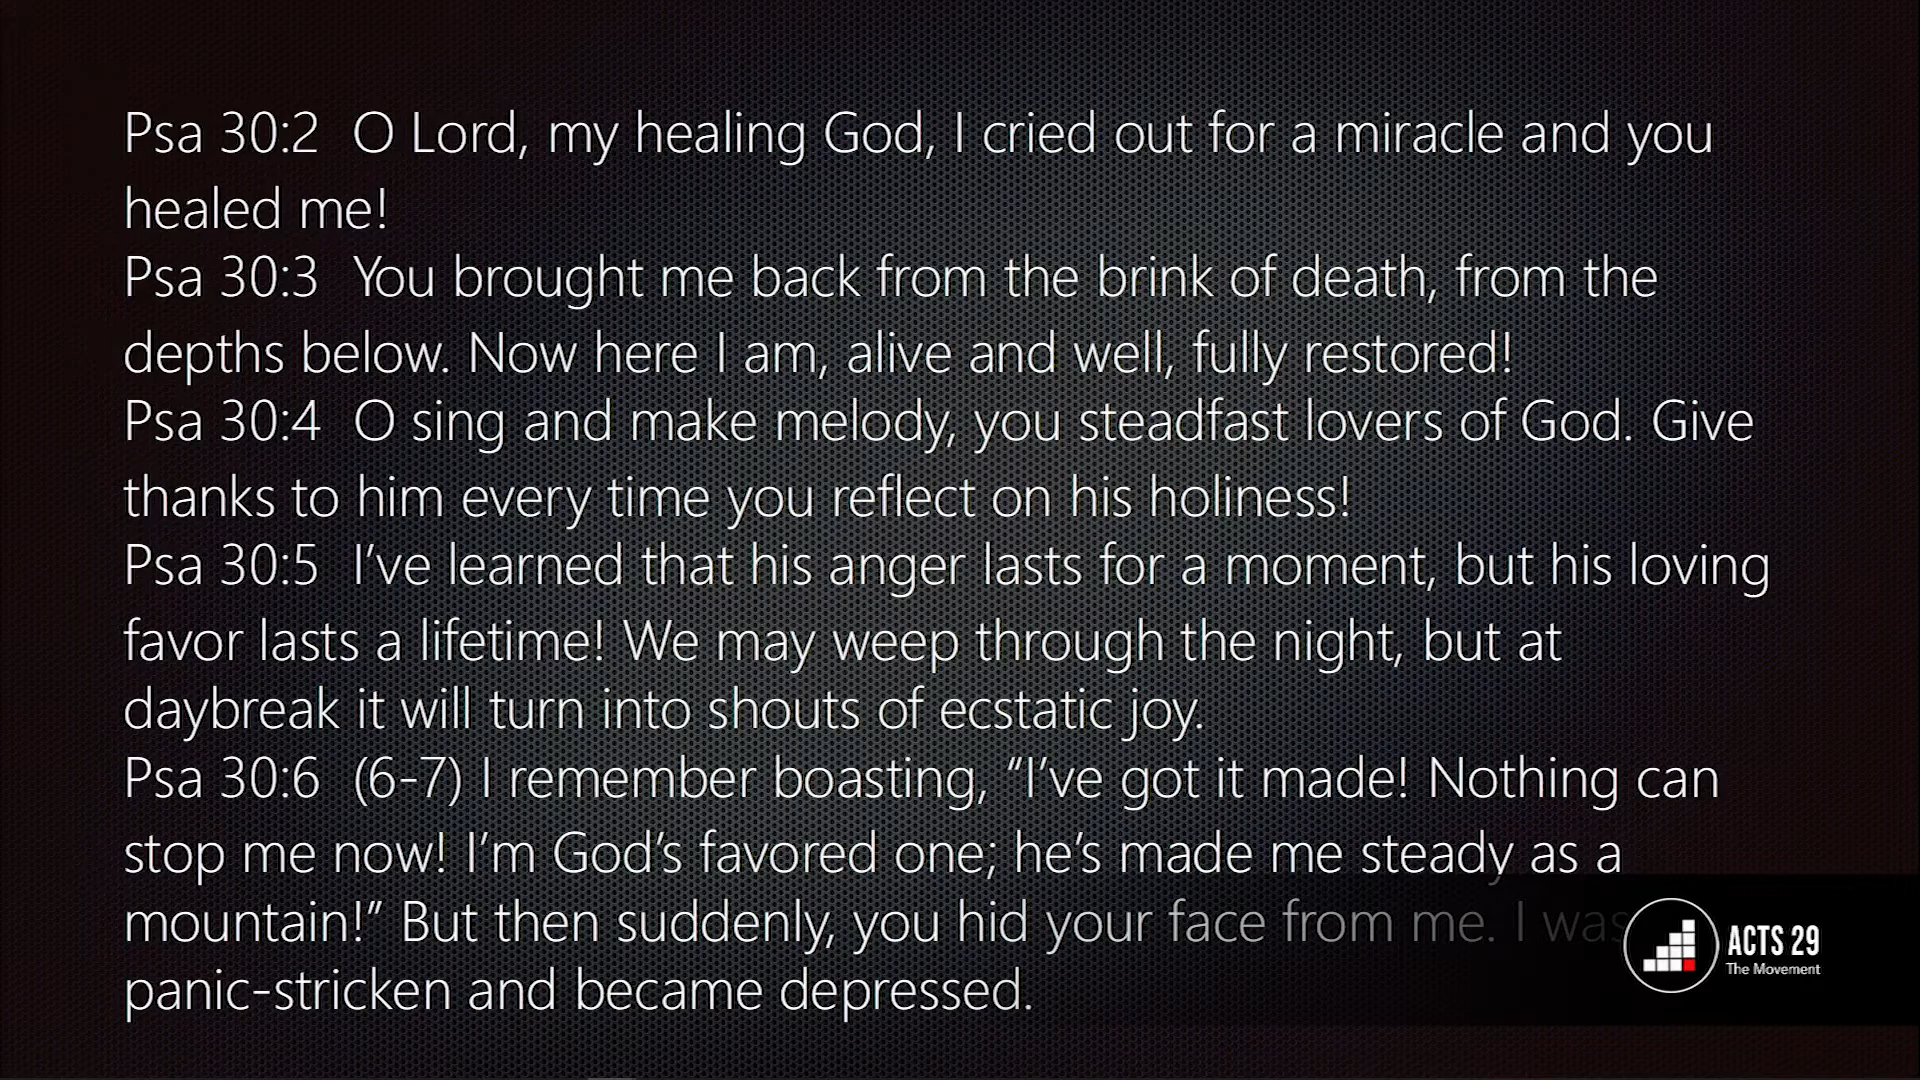 Psa 30:2  O Lord, my healing God, I cried out for a miracle and you
healed me!
Psa 30:3  You brought me back from the brink of death, from the
depths below. Now here I am, alive and well, fully restored!
Psa 30:4  O sing and make melody, you steadfast lovers of God. Give
thanks to him every time you reflect on his holiness!
Psa 30:5  I’ve learned that his anger lasts for a moment, but his loving
favor lasts a lifetime! We may weep through the night, but at
daybreak it will turn into shouts of ecstatic joy.
Psa 30:6  (6-7) I remember boasting, “I’ve got it made! Nothing can
stop me now! I’m God’s favored one; he’s made me steady as a
mountain!” But then suddenly, you hid your face from me. I was
panic-stricken and became depressed.
ACTS 29
The Movement